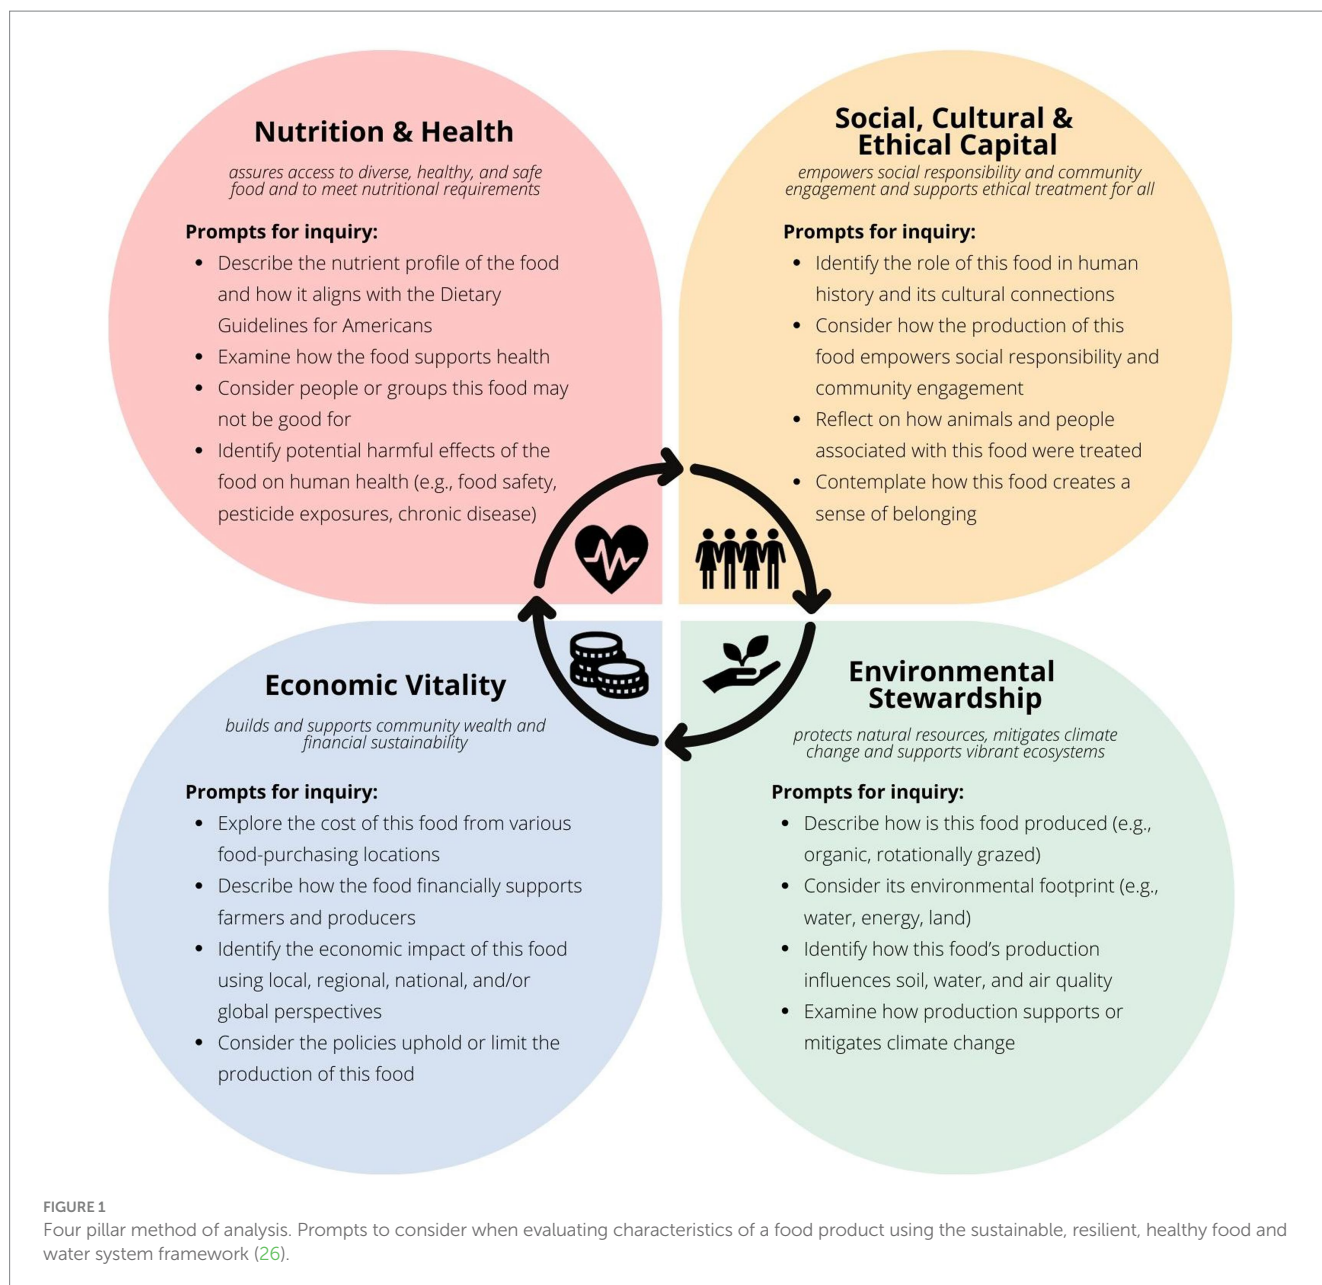 Nutrition & Health
assures access to diverse, healthy, and safe
food and to meet nutritional requirements
Prompts for inquiry:
• Describe the nutrient profile of the food
and how it aligns with the Dietary
Guidelines for Americans
• Examine how the food supports health
• Consider people or groups this food may
not be good for
• Identify potential harmful effects of the
food on human health (e.g., food safety,
pesticide exposures, chronic disease)
Social, Cultural &
Ethical Capital
empowers social responsibility and community
engagement and supports ethical treatment for all
Prompts for inquiry:
• Identify the role of this food in human
history and its cultural connections
• Consider how the production of this
food empowers social responsibility and
community engagement
• Reflect on how animals and people
associated with this food were treated
• Contemplate how this food creates a
sense of belonging
Economic Vitality
builds and supports community wealth and
financial sustainability
Prompts for inquiry:
• Explore the cost of this food from various
food-purchasing locations
• Describe how the food financially supports
farmers and producers
• Identify the economic impact of this food
using local, regional, national, and/or
global perspectives
• Consider the policies uphold or limit the
production of this food
Environmental
Stewardship
protects natural resources, mitigates climate
change and supports vibrant ecosystems
Prompts for inquiry:
• Describe how is this food produced (e.g.,
organic, rotationally grazed)
• Consider its environmental footprint (e.g.,
water, energy, land)
• Identify how this food’s production
influences soil, water, and air quality
• Examine how production supports or
mitigates climate change
FIGURE 1
Four pillar method of analysis. Prompts to consider when evaluating characteristics of a food product using the sustainable, resilient, healthy food and
water system framework (26).